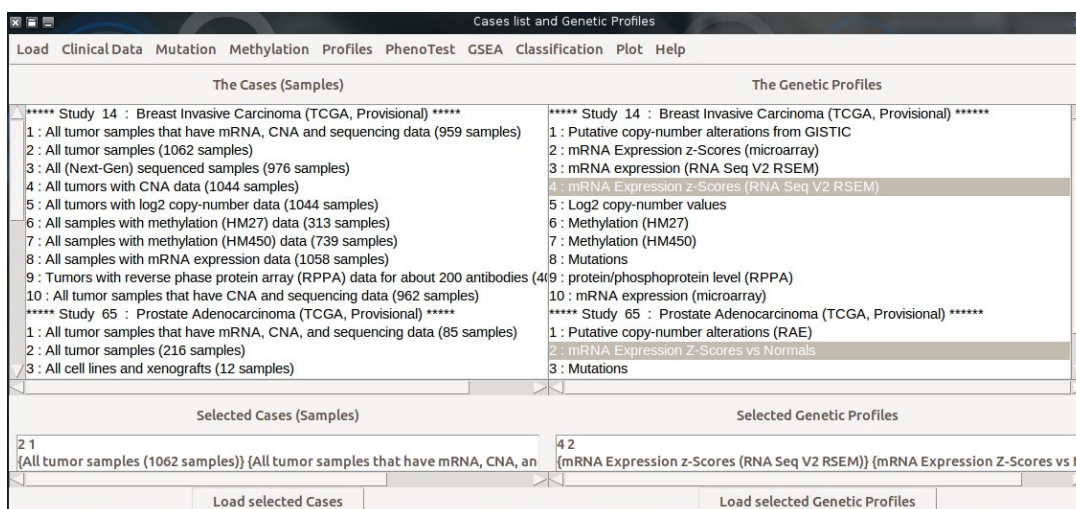 Cases list and Genetic Profiles
Load Clinical Data Mutation Methylation Profiles PhenoTest GSEA Classification Plot Help
The Cases (Samples)
***** Study 14 : Breast Invasive Carcinoma (TCGA, Provisional) *****
1 : All tumor samples that have mRNA, CNA and sequencing data (959 samples)
2 : All tumor samples (1062 samples)
3 : All (Next-Gen) sequenced samples (976 samples)
4 : All tumors with CNA data (1044 samples)
5 : All tumors with log2 copy-number data (1044 samples)
6 : All samples with methylation (HM27) data (313 samples)
7 : All samples with methylation (HM450) data (739 samples)
8 : All samples with mRNA expression data (1058 samples)
9 : Tumors with reverse phase protein array (RPPA) data for about 200 antibodies (40
10 : All tumor samples that have CNA and sequencing data (962 samples)
***** Study 65 : Prostate Adenocarcinoma (TCGA, Provisional) *****
1 : All tumor samples that have mRNA, CNA, and sequencing data (85 samples)
2 : All tumor samples (216 samples)
3 : All cell lines and xenografts (12 samples)
Selected Cases (Samples)
2 1
{All tumor samples (1062 samples)} {All tumor samples that have mRNA, CNA, an
Load selected Cases
The Genetic Profiles
***** Study 14 : Breast Invasive Carcinoma (TCGA, Provisional) ******
1 : Putative copy-number alterations from GISTIC
2 : mRNA Expression z-Scores (microarray)
3 : mRNA expression (RNA Seq V2 RSEM)
4 : mRNA Expression z-Scores (RNA Seq V2 RSEM)
5 : Log2 copy-number values
6 : Methylation (HM27)
7 : Methylation (HM450)
8 : Mutations
9 : protein/phosphoprotein level (RPPA)
10 : mRNA expression (microarray)
***** Study 65 : Prostate Adenocarcinoma (TCGA, Provisional) ******
1 : Putative copy-number alterations (RAE)
2 : mRNA Expression Z-Scores vs Normals
3 : Mutations
Selected Genetic Profiles
4 2
{mRNA Expression z-Scores (RNA Seq V2 RSEM)} {mRNA Expression Z-Scores vs
Load selected Genetic Profiles